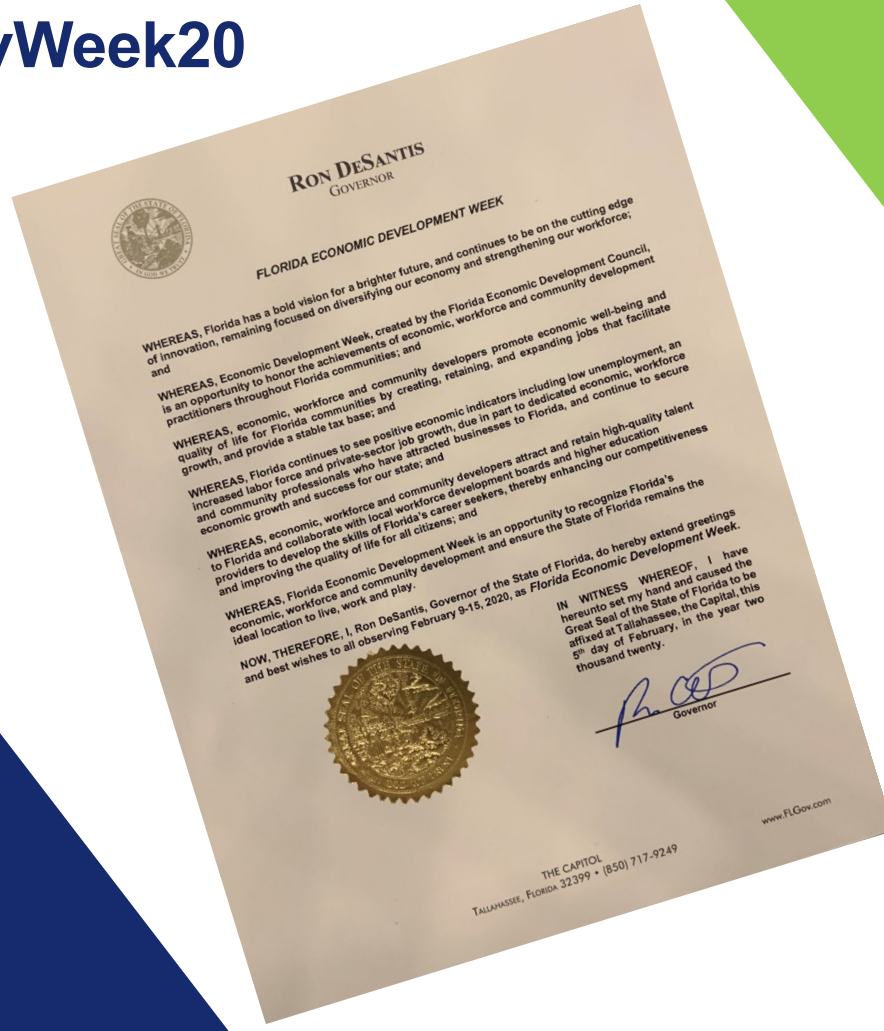 yWeek20
RON DESANTIS
GOVERNOR
GREAT SEAL OF THE STATE OF FLORIDA
IN GOD WE TRUST
FLORIDA ECONOMIC DEVELOPMENT WEEK
WHEREAS, Florida has a bold vision for a brighter future, and continues to be on the cutting edge
of innovation, remaining focused on diversifying our economy and strengthening our workforce;
and
WHEREAS, Economic Development Week, created by the Florida Economic Development Council,
is an opportunity to honor the achievements of economic, workforce and community development
practitioners throughout Florida communities; and
WHEREAS, economic, workforce and community developers promote economic well-being and
quality of life for Florida communities by creating, retaining, and expanding jobs that facilitate
growth, and provide a stable tax base; and
WHEREAS, Florida continues to see positive economic indicators including low unemployment, an
increased labor force and private-sector job growth, due in part to dedicated economic, workforce
and community professionals who have attracted businesses to Florida, and continue to secure
economic growth and success for our state; and
WHEREAS, economic, workforce and community developers attract and retain high-quality talent
to Florida and collaborate with local workforce development boards and higher education
providers to develop the skills of Florida's career seekers, thereby enhancing our competitiveness
and improving the quality of life for all citizens; and
WHEREAS, Florida Economic Development Week is an opportunity to recognize Florida's
economic, workforce and community development and ensure the State of Florida remains the
ideal location to live, work and play.
NOW, THEREFORE, I, Ron DeSantis, Governor of the State of Florida, do hereby extend greetings
and best wishes to all observing February 9-15, 2020, as Florida Economic Development Week.
IN WITNESS WHEREOF, I have
hereunto set my hand and caused the
Great Seal of the State of Florida to be
affixed at Tallahassee, the Capital, this
5th day of February, in the year two
thousand twenty.
Governor
THE CAPITOL
TALLAHASSEE, FLORIDA 32399 • (850) 717-9249
www.FLGov.com